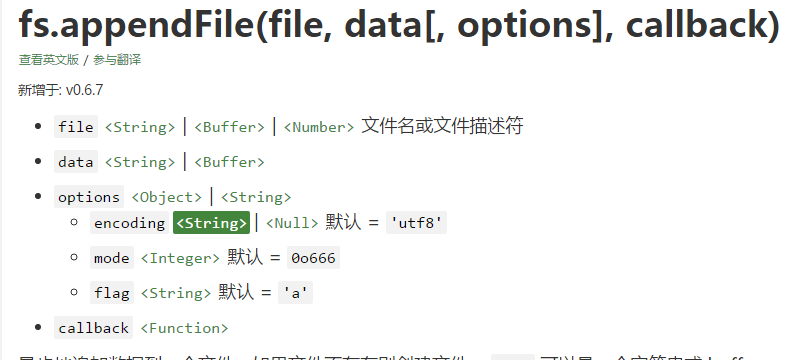 fs.appendFile(file, data[, options], callback)
查看英文版 / 参与翻译
新增于: v0.6.7
file <String> | <Buffer> | <Number> 文件名或文件描述符
data <String> | <Buffer>
options <Object> | <String>
encoding <String> | <Null> 默认 = 'utf8'
mode <Integer> 默认 = 0o666
flag <String> 默认 = 'a'
callback <Function>